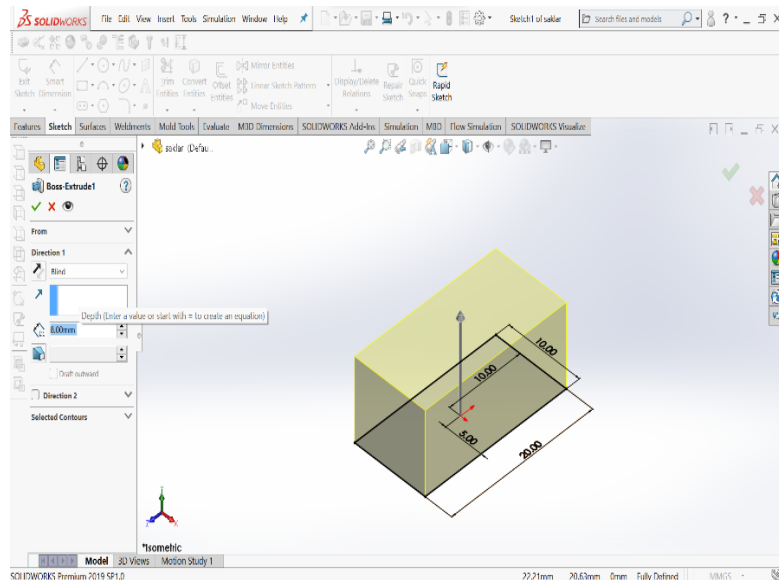 SOLIDWORKS File Edit View Insert Tools Simulation Window Help Sketch1 of saklar Search files and models
Exit Sketch Smart Dimension Trim Entities Convert Entities Offset Entities Mirror Entities Display/Delete Relations Repair Sketch Quick Snaps Rapid Sketch
Linear Sketch Pattern
Move Entities
Features Sketch Surfaces Weldments Mold Tools Evaluate MBD Dimensions SOLIDWORKS Add-Ins Simulation MBD Flow Simulation SOLIDWORKS Visualize
saklar (Defau...
Boss-Extrude1
From
Direction 1
Blind
Depth (Enter a value or start with = to create an equation)
8.00mm
Draft outward
Direction 2
Selected Contours
10.00
10.00
5.00
20.00
*Isometric
Model 3D Views Motion Study 1
SOLIDWORKS Premium 2019 SP1.0 22.21mm 20.63mm 0mm Fully Defined MMGS